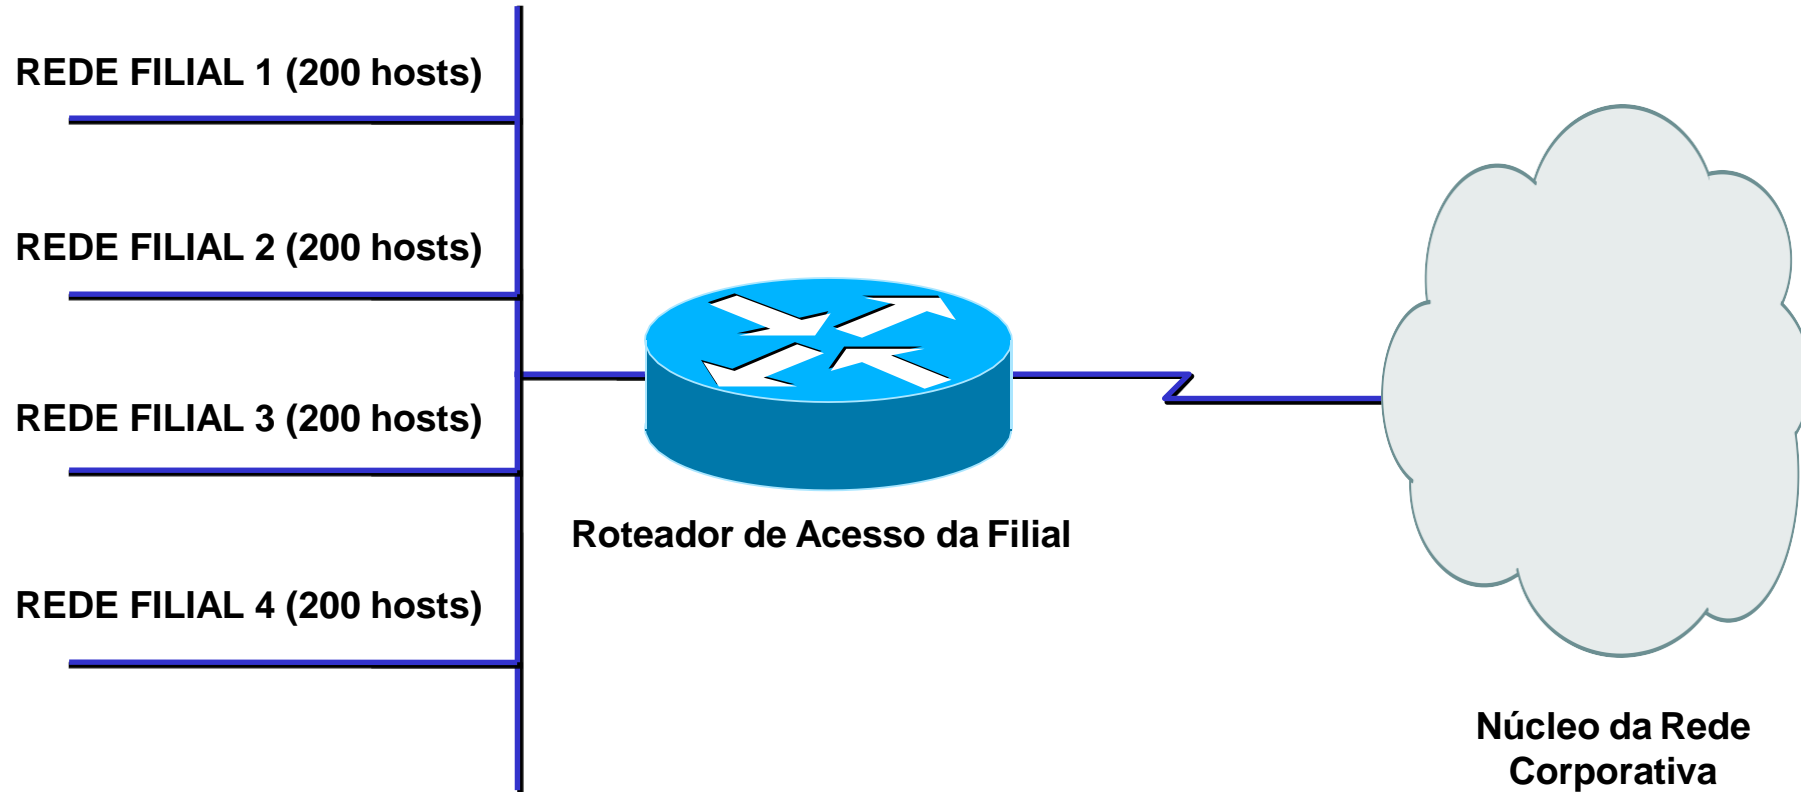 REDE FILIAL 1 (200 hosts)
REDE FILIAL 2 (200 hosts)
REDE FILIAL 3 (200 hosts)
Roteador de Acesso da Filial
REDE FILIAL 4 (200 hosts)
Núcleo da Rede
Corporativa